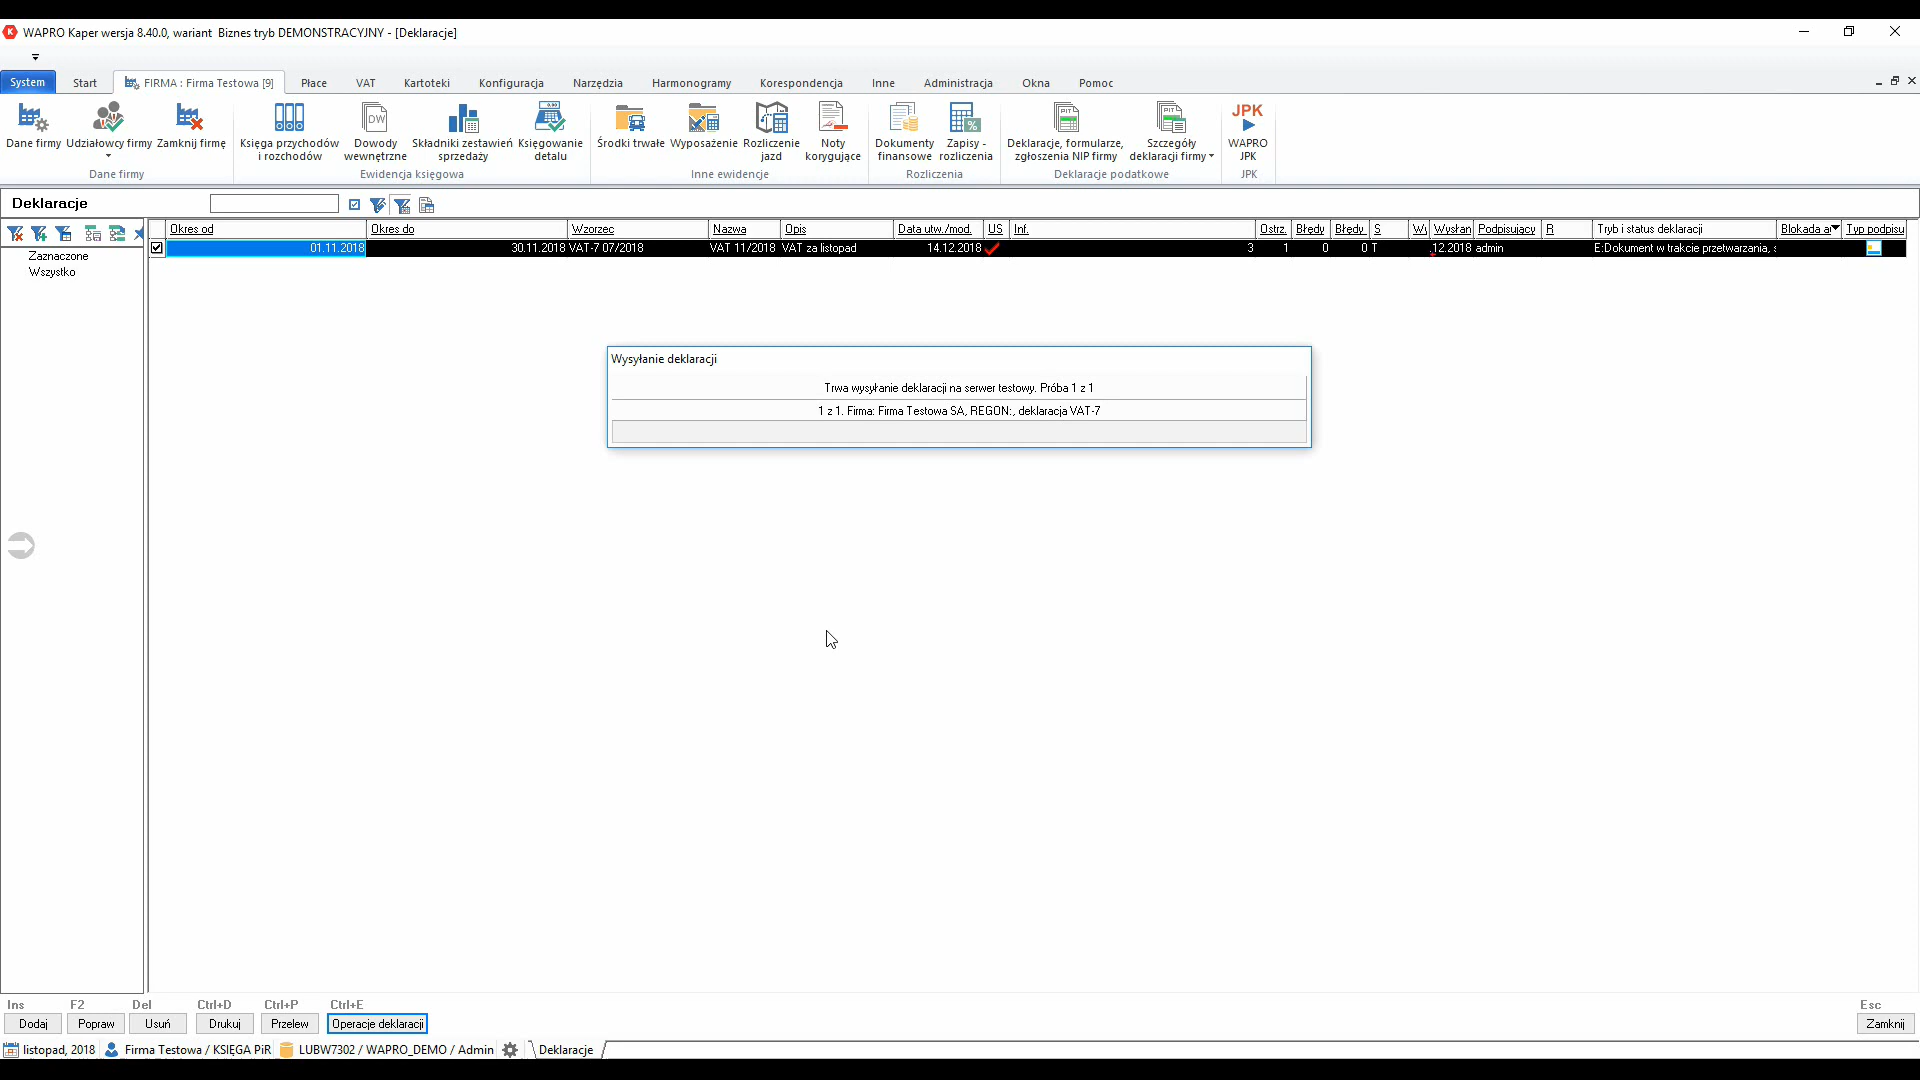 WAPRO Kaper wersja 8.40.0, wariant Biznes tryb DEMONSTRACYJNY - [Deklaracje]
System Start FIRMA : Firma Testowa [9] Płace VAT Kartoteki Konfiguracja Narzędzia Harmonogramy Korespondencja Inne Administracja Okna Pomoc
Dane firmy Udziałowcy firmy Zamknij firmę Księga przychodów i rozchodów Dowody wewnętrzne Składniki zestawień sprzedaży Księgowanie detalu Środki trwałe Wyposażenie Rozliczenie jazd Noty korygujące Dokumenty finansowe Zapisy - rozliczenia Deklaracje, formularze, zgłoszenia NIP firmy Szczegóły deklaracji firmy JPK WAPRO JPK
Dane firmy Ewidencja księgowa Inne ewidencje Rozliczenia Deklaracje podatkowe JPK
Deklaracje
Okres od Okres do Wzorzec Nazwa Opis Data utw./mod. US Inf. Ostrz. Błędy Błędy. S Wysłan Podpisujący R Tryb i status deklaracji Blokada Typ podpisu
01.11.2018 30.11.2018 VAT-7 07/2018 VAT 11/2018 VAT za listopad 14.12.2018 3 1 0 0 T .12.2018 admin E:Dokument w trakcie przetwarzania, s
Zaznaczone
Wszystko
Wysyłanie deklaracji
Trwa wysyłanie deklaracji na serwer testowy. Próba 1 z 1
1 z 1. Firma: Firma Testowa SA, REGON:, deklaracja VAT-7
Ins F2 Del Ctrl+D Ctrl+P Ctrl+E Esc
Dodaj Popraw Usuń Drukuj Przelew Operacje deklaracji Zamknij
listopad, 2018 Firma Testowa / KSIĘGA PiR LUBW7302 / WAPRO_DEMO / Admin Deklaracje